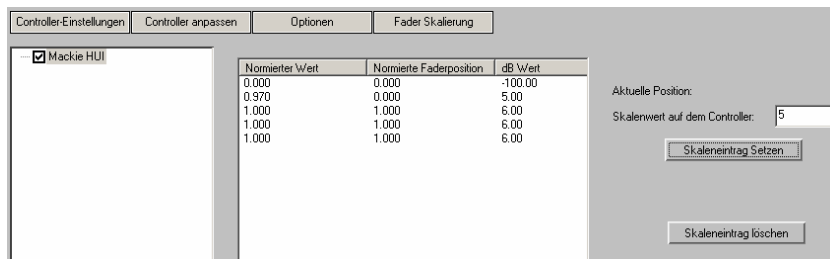 Controller-Einstellungen Controller anpassen Optionen Fader Skalierung
Mackie HUI
Normierter Wert Normierte Faderposition dB Wert
0.000 0.000 -100.00
0.970 0.000 5.00
1.000 1.000 6.00
1.000 1.000 6.00
1.000 1.000 6.00
Aktuelle Position:
Skalenwert auf dem Controller: 5
Skaleneintrag Setzen
Skaleneintrag löschen